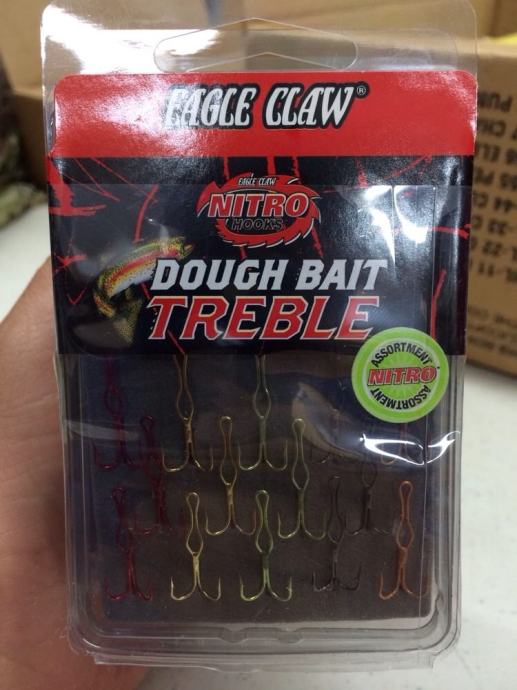 EAGLE CLAW®
EAGLE CLAW
NITRO
HOOKS
DOUGH BAIT
TREBLE
ASSORTMENT
NITRO
ASSORTMENT